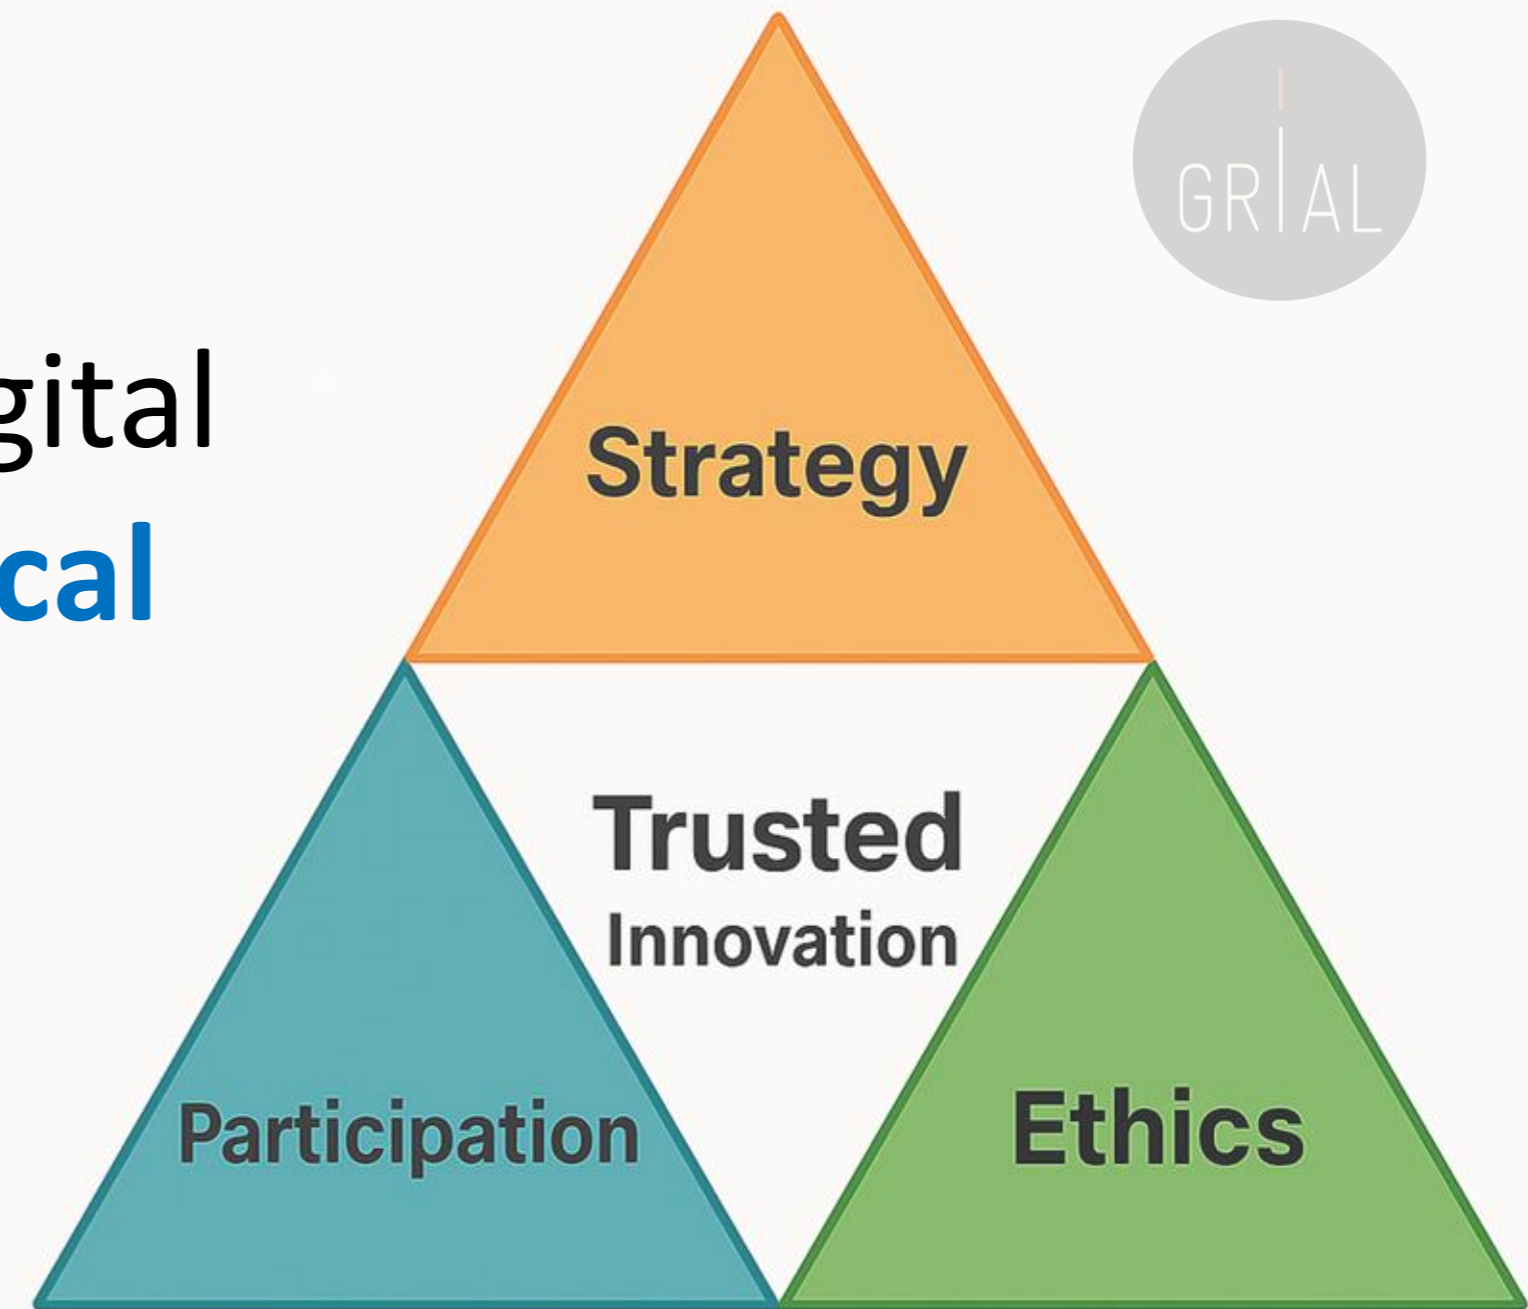 GRIAL
gital
cal
Strategy
Trusted
Innovation
Participation
Ethics